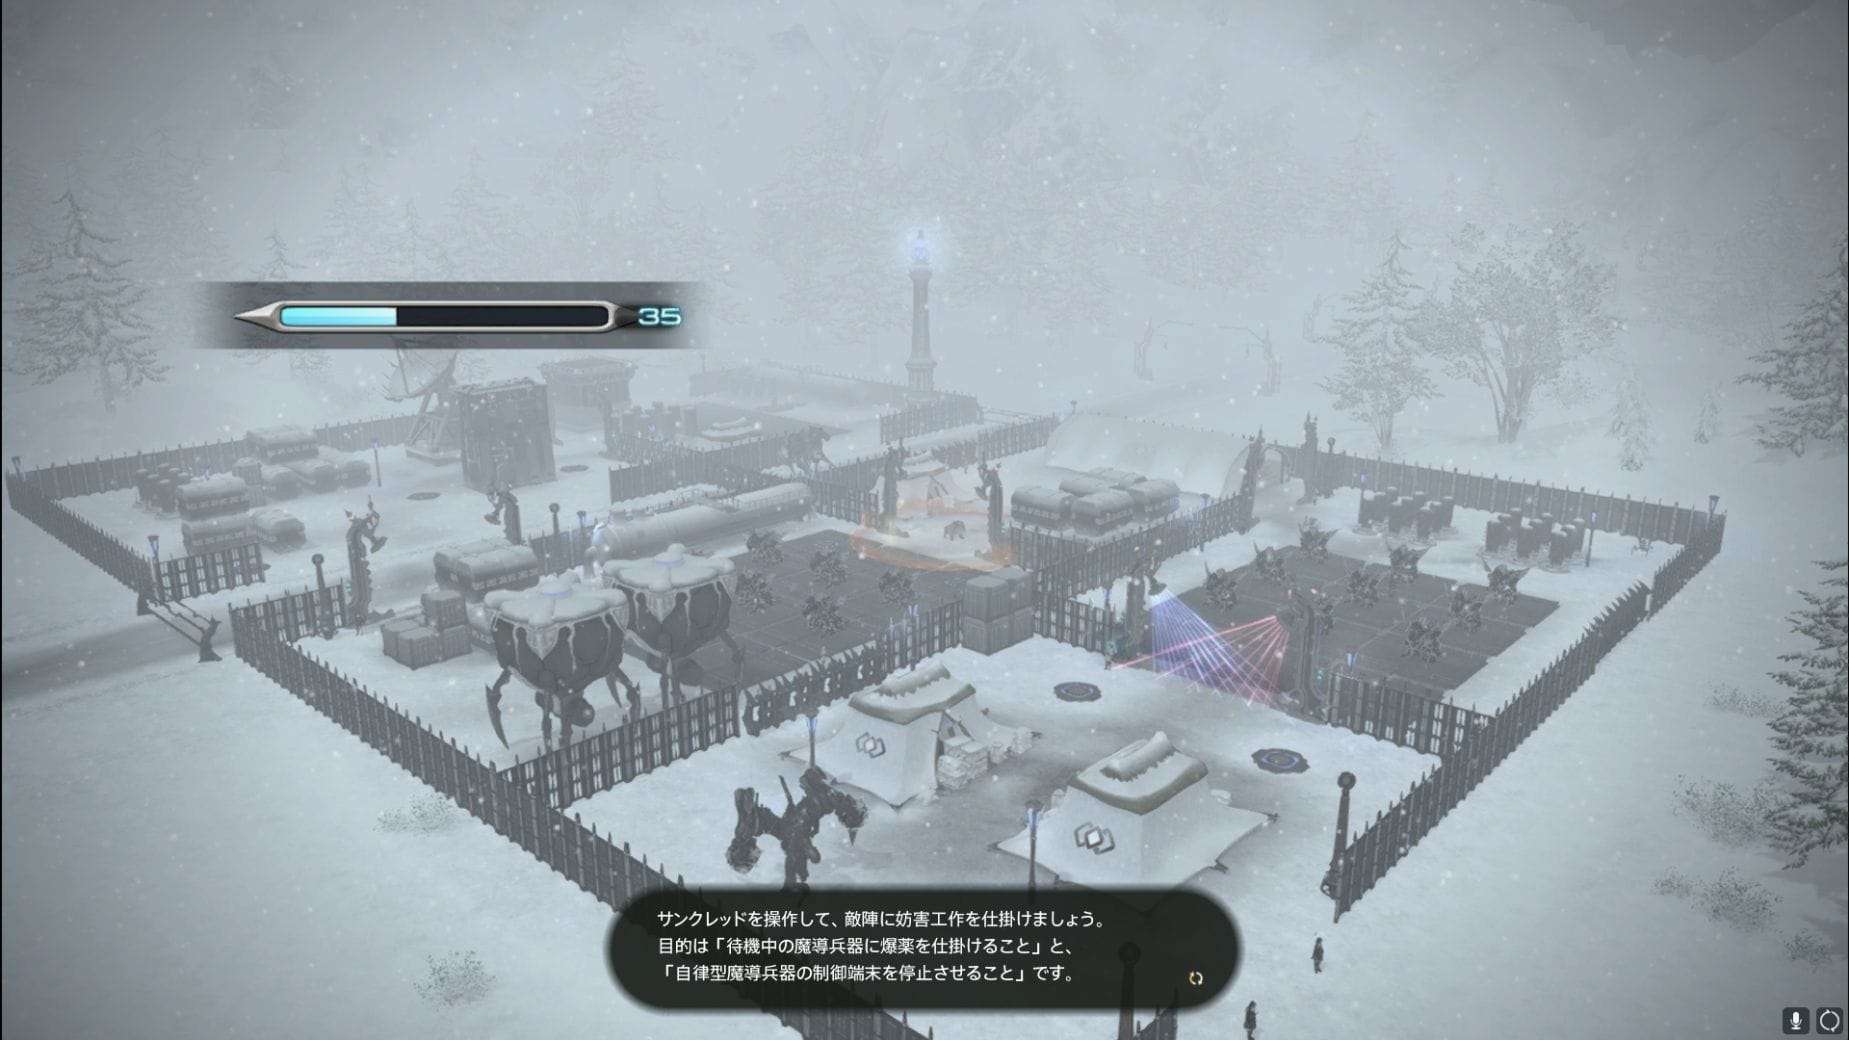 35
サンクレッドを操作して、敵陣に妨害工作を仕掛けましょう。
目的は「待機中の魔導兵器に爆薬を仕掛けること」と、
「自律型魔導兵器の制御端末を停止させること」です。